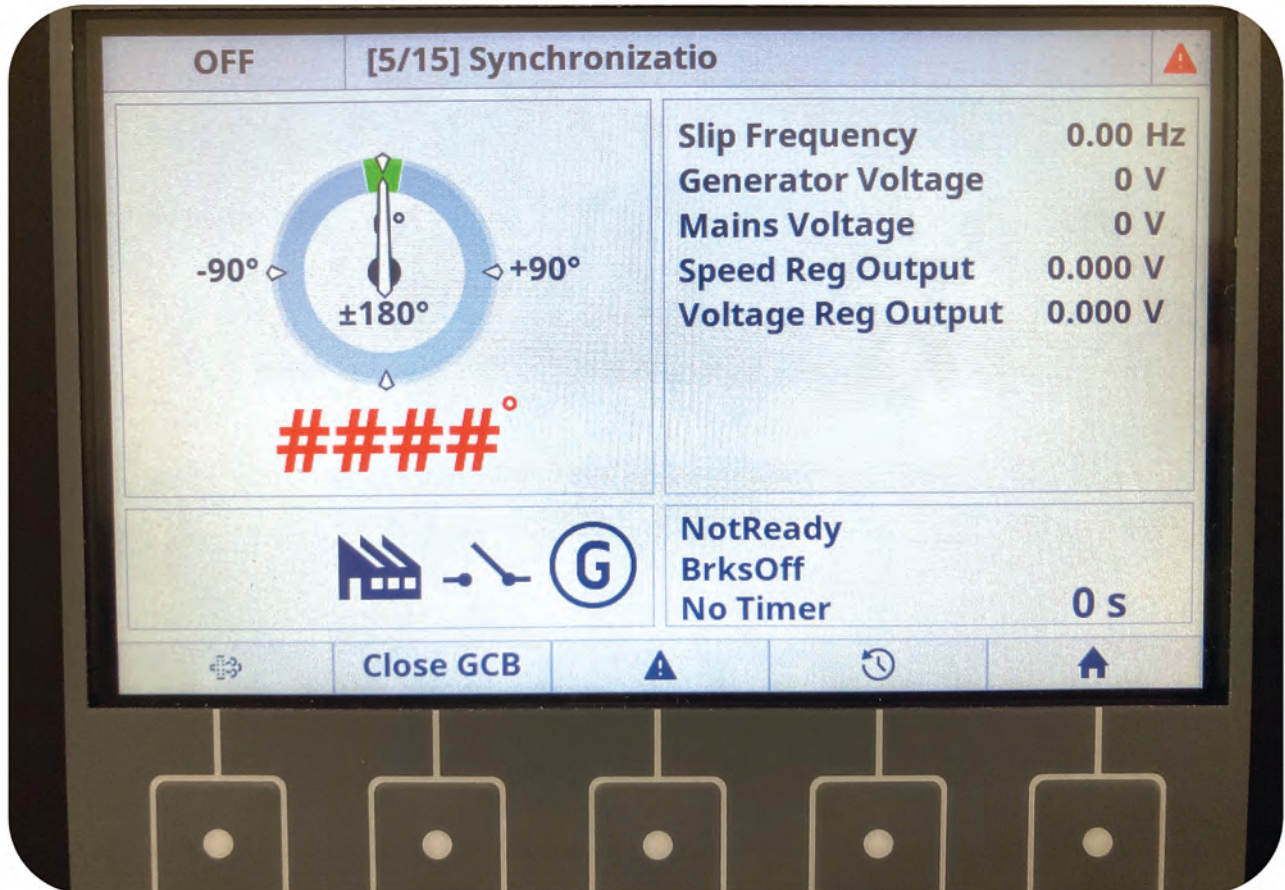 OFF
[5/15] Synchronizatio
°
-90°
+90°
±180°
####°
Slip Frequency 0.00 Hz
Generator Voltage 0 V
Mains Voltage 0 V
Speed Reg Output 0.000 V
Voltage Reg Output 0.000 V
G
NotReady
BrksOff
No Timer 0 s
Close GCB